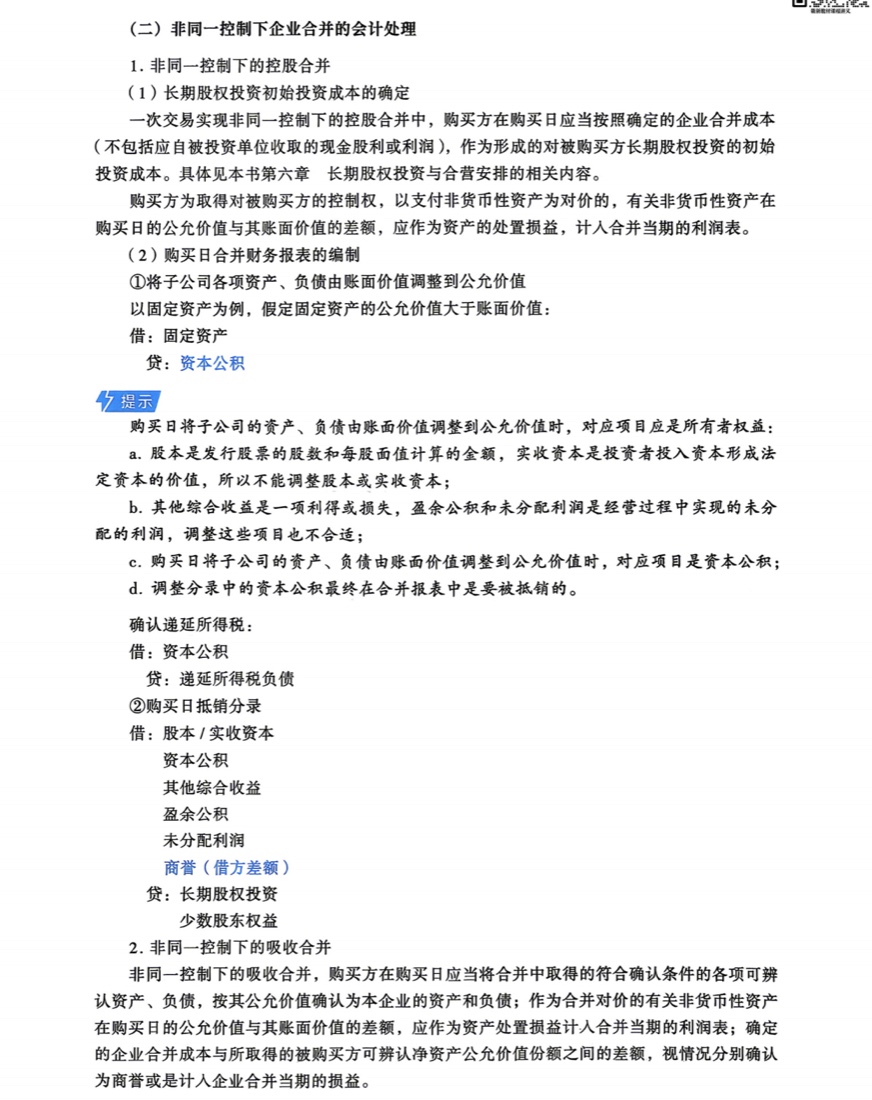 （二）非同一控制下企业合并的会计处理
1. 非同一控制下的控股合并
（1）长期股权投资初始投资成本的确定
一次交易实现非同一控制下的控股合并中，购买方在购买日应当按照确定的企业合并成本
（不包括应自被投资单位收取的现金股利或利润），作为形成的对被购买方长期股权投资的初始
投资成本。具体见本书第六章　长期股权投资与合营安排的相关内容。
购买方为取得对被购买方的控制权，以支付非货币性资产为对价的，有关非货币性资产在
购买日的公允价值与其账面价值的差额，应作为资产的处置损益，计入合并当期的利润表。
（2）购买日合并财务报表的编制
①将子公司各项资产、负债由账面价值调整到公允价值
以固定资产为例，假定固定资产的公允价值大于账面价值：
借：固定资产
贷：资本公积
提示
购买日将子公司的资产、负债由账面价值调整到公允价值时，对应项目应是所有者权益：
a. 股本是发行股票的股数和每股面值计算的金额，实收资本是投资者投入资本形成法
定资本的价值，所以不能调整股本或实收资本；
b. 其他综合收益是一项利得或损失，盈余公积和未分配利润是经营过程中实现的未分
配的利润，调整这些项目也不合适；
c. 购买日将子公司的资产、负债由账面价值调整到公允价值时，对应项目是资本公积；
d. 调整分录中的资本公积最终在合并报表中是要被抵销的。
确认递延所得税：
借：资本公积
贷：递延所得税负债
②购买日抵销分录
借：股本 / 实收资本
资本公积
其他综合收益
盈余公积
未分配利润
商誉（借方差额）
贷：长期股权投资
少数股东权益
2. 非同一控制下的吸收合并
非同一控制下的吸收合并，购买方在购买日应当将合并中取得的符合确认条件的各项可辨
认资产、负债，按其公允价值确认为本企业的资产和负债；作为合并对价的有关非货币性资产
在购买日的公允价值与其账面价值的差额，应作为资产处置损益计入合并当期的利润表；确定
的企业合并成本与所取得的被购买方可辨认净资产公允价值份额之间的差额，视情况分别确认
为商誉或是计入企业合并当期的损益。